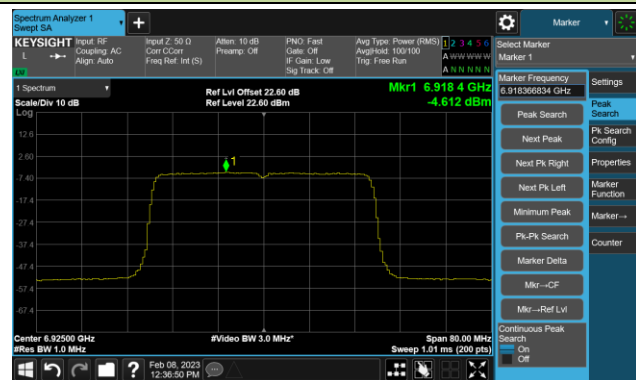 Spectrum Analyzer 1
Swept SA
+
Marker
KEYSIGHT
L
Input: RF
Coupling: AC
Align: Auto
Input Z: 50 Ω
Corr CCorr
Freq Ref: Int (S)
Atten: 10 dB
Preamp: Off
PNO: Fast
Gate: Off
IF Gain: Low
Sig Track: Off
Avg Type: Power (RMS)
Avg|Hold: 100/100
Trig: Free Run
1 2 3 4 5 6
A W W W W W
A N N N N N
LW
Select Marker
Marker 1
1 Spectrum
Scale/Div 10 dB
Log
Ref Lvl Offset 22.60 dB
Ref Level 22.60 dBm
Mkr1 6.918 4 GHz
-4.612 dBm
12.6
2.60
-7.40
-17.4
-27.4
-37.4
-47.4
-57.4
-67.4
1
Center 6.92500 GHz
#Res BW 1.0 MHz
#Video BW 3.0 MHz*
Span 80.00 MHz
Sweep 1.01 ms (200 pts)
Marker Frequency
6.918366834 GHz
Peak Search
Next Peak
Next Pk Right
Next Pk Left
Minimum Peak
Pk-Pk Search
Marker Delta
Mkr→CF
Mkr→Ref Lvl
Continuous Peak
Search
On
Off
Settings
Peak
Search
Pk Search
Config
Properties
Marker
Function
Marker→
Counter
?
Feb 08, 2023
12:36:50 PM